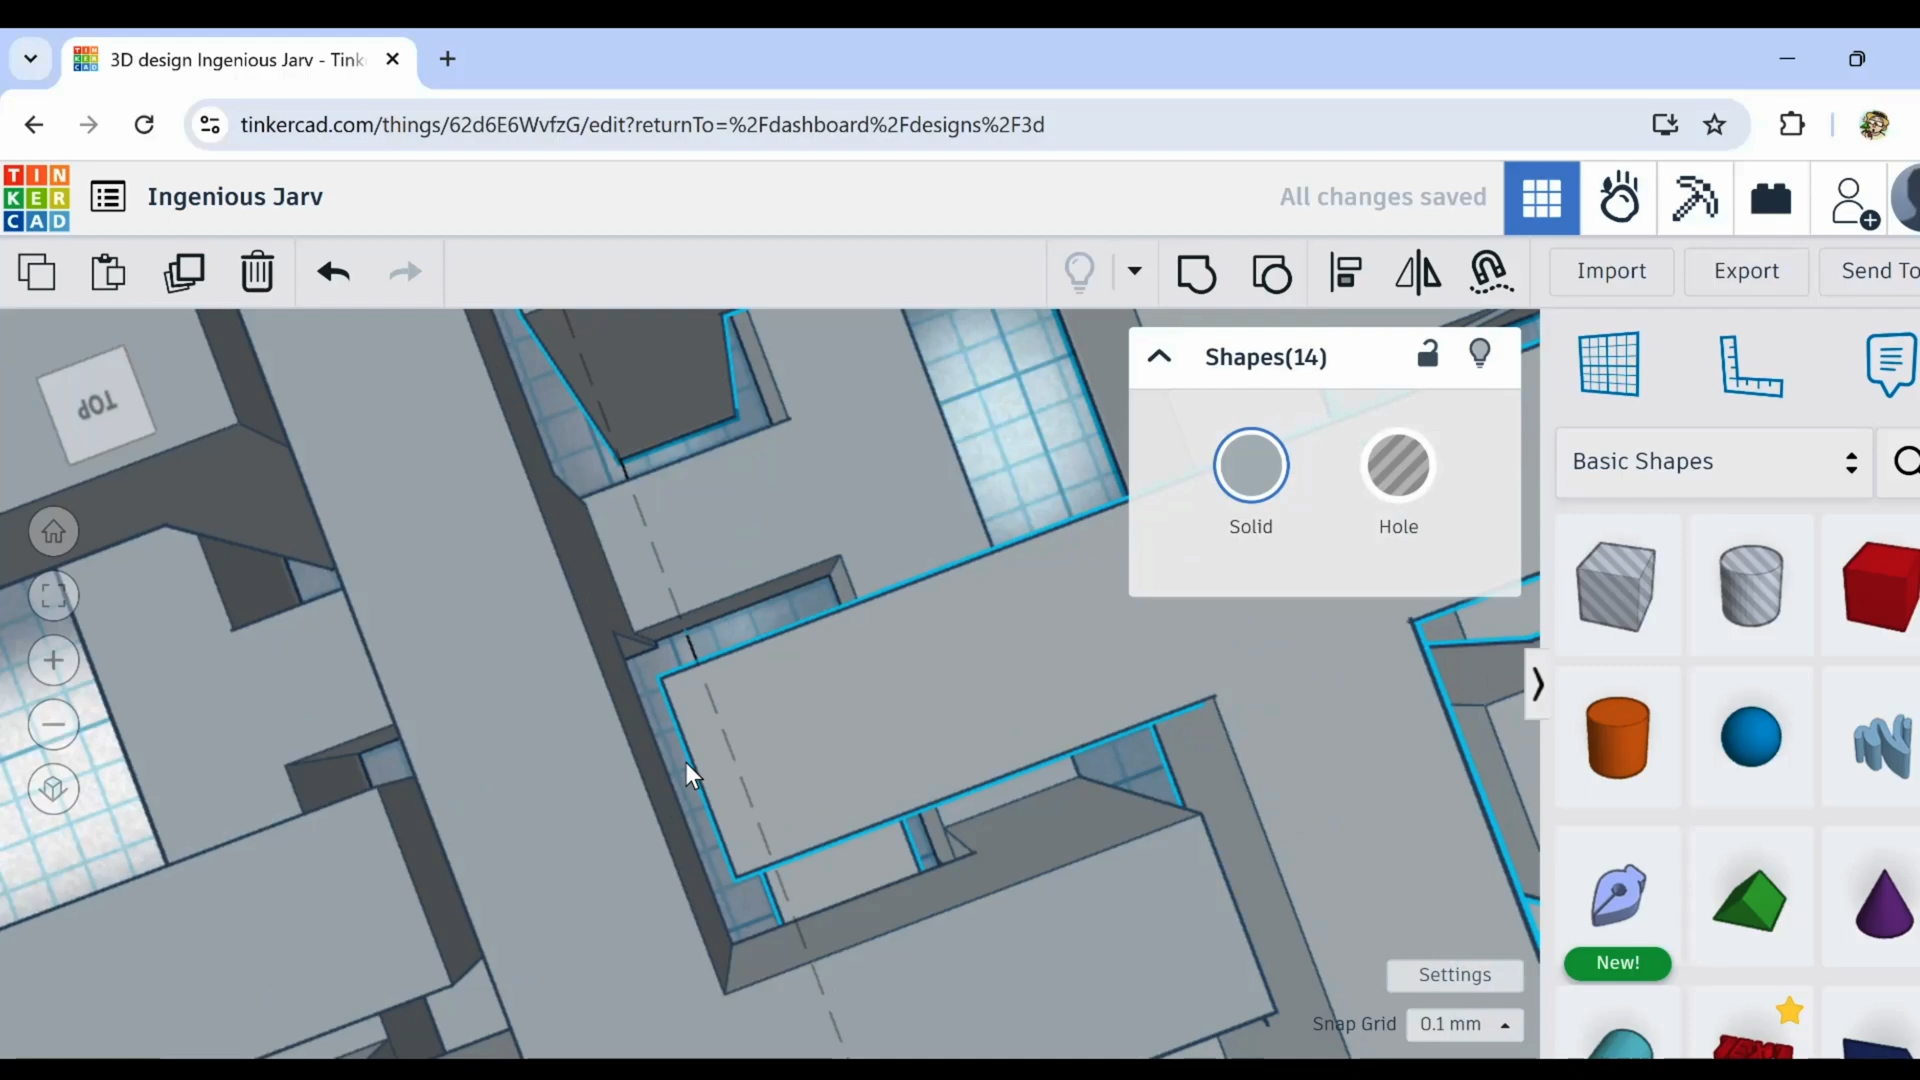 3D design Ingenious Jarv - Tink
tinkercad.com/things/62d6E6WvfzG/edit?returnTo=%2Fdashboard%2Fdesigns%2F3d
TIN
KER
CAD
Ingenious Jarv
All changes saved
Import
Export
Send To
TOP
Shapes(14)
Solid
Hole
Basic Shapes
New!
Settings
Snap Grid
0.1 mm